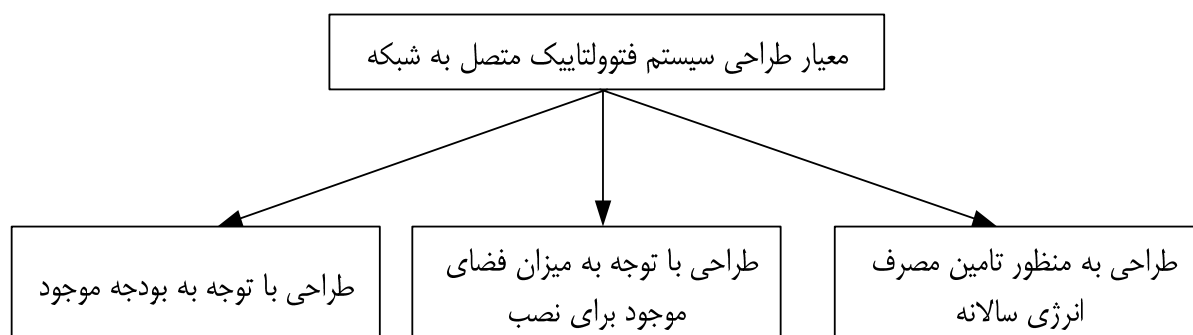 معیار طراحی سیستم فتوولتاییک متصل به شبکه
طراحی به منظور تامین مصرف
انرژی سالانه
طراحی با توجه به میزان فضای
موجود برای نصب
طراحی با توجه به بودجه موجود